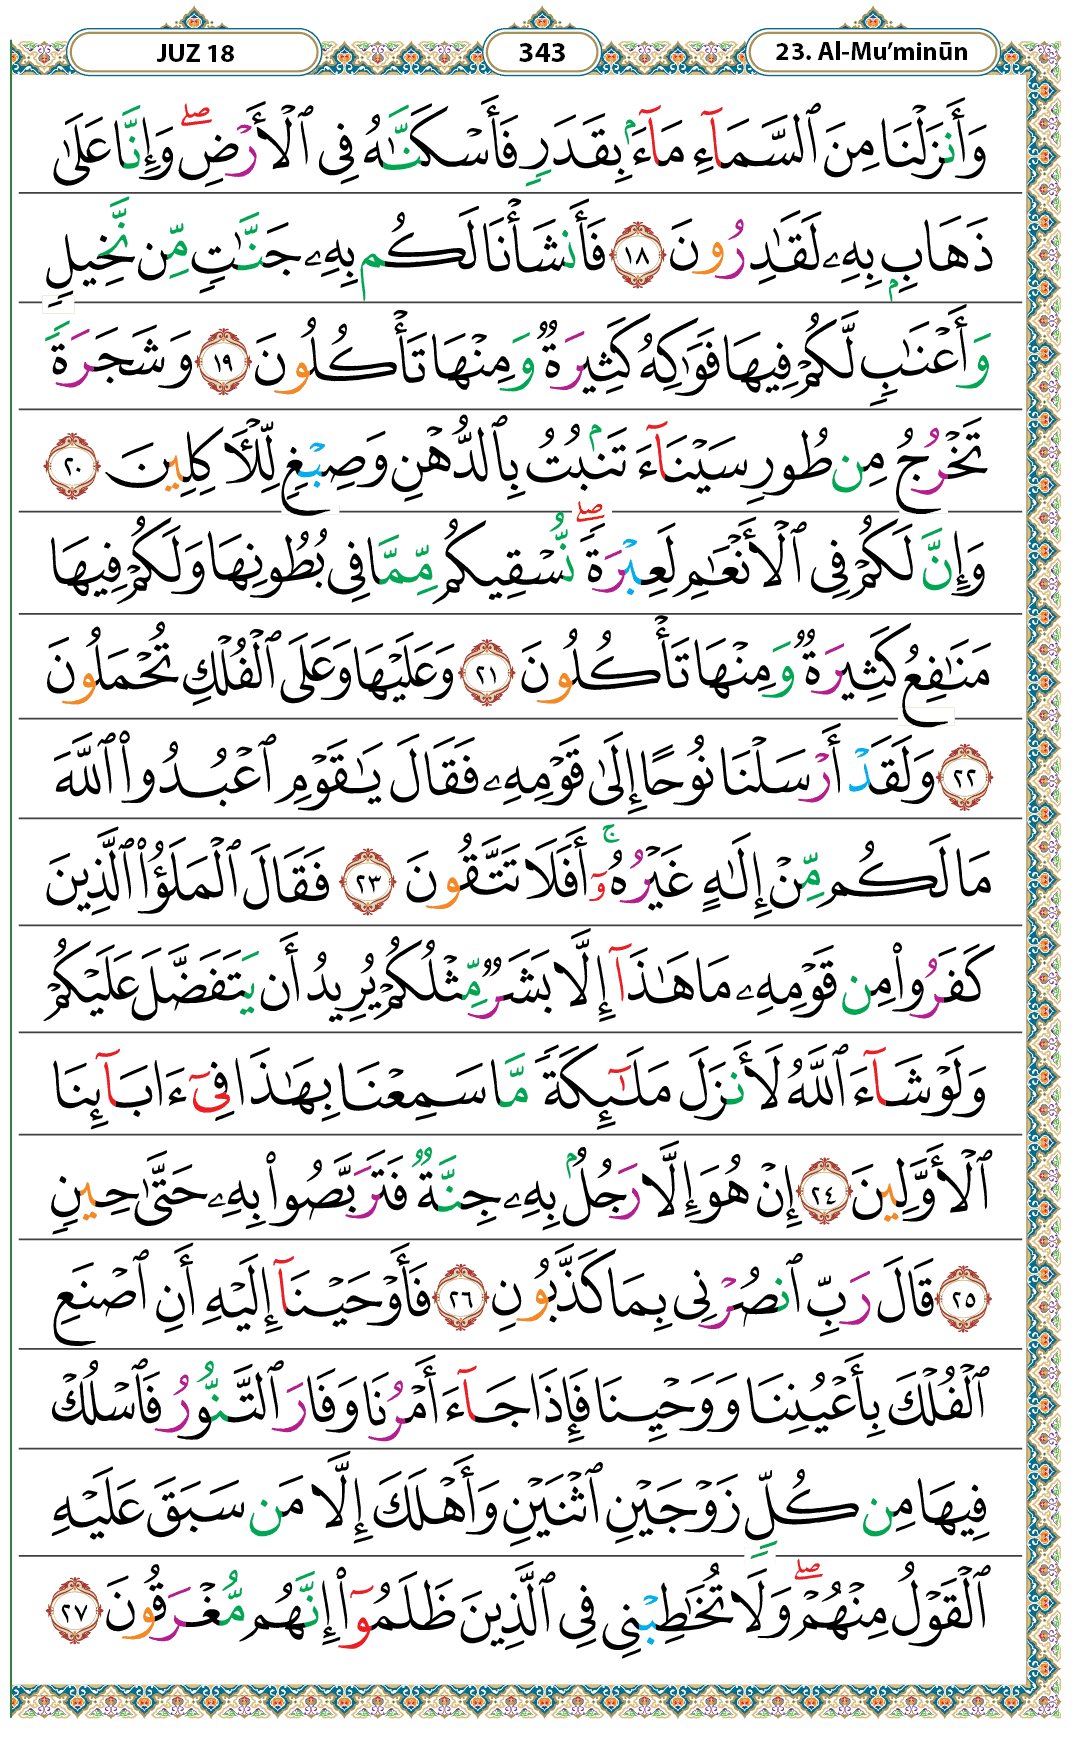 JUZ 18 343 23. Al-Mu’minūn
وَأَنزَلْنَا مِنَ ٱلسَّمَآءِ مَآءًۢ بِقَدَرٍ فَأَسْكَنَّٰهُ فِى ٱلْأَرْضِ ۖ وَإِنَّا عَلَىٰ
ذَهَابٍۭ بِهِۦ لَقَٰدِرُونَ ١٨ فَأَنشَأْنَا لَكُم بِهِۦ جَنَّٰتٍ مِّن نَّخِيلٍ
وَأَعْنَٰبٍ لَّكُمْ فِيهَا فَوَٰكِهُ كَثِيرَةٌ وَمِنْهَا تَأْكُلُونَ ١٩ وَشَجَرَةً
تَخْرُجُ مِن طُورِ سَيْنَآءَ تَنۢبُتُ بِٱلدُّهْنِ وَصِبْغٍ لِّلْـَٔاكِلِينَ ٢٠
وَإِنَّ لَكُمْ فِى ٱلْأَنْعَٰمِ لَعِبْرَةً ۖ نُّسْقِيكُم مِّمَّا فِى بُطُونِهَا وَلَكُمْ فِيهَا
مَنَٰفِعُ كَثِيرَةٌ وَمِنْهَا تَأْكُلُونَ ٢١ وَعَلَيْهَا وَعَلَى ٱلْفُلْكِ تُحْمَلُونَ
٢٢ وَلَقَدْ أَرْسَلْنَا نُوحًا إِلَىٰ قَوْمِهِۦ فَقَالَ يَٰقَوْمِ ٱعْبُدُوا۟ ٱللَّهَ
مَا لَكُم مِّنْ إِلَٰهٍ غَيْرُهُۥٓ ۚ أَفَلَا تَتَّقُونَ ٢٣ فَقَالَ ٱلْمَلَؤُا۟ ٱلَّذِينَ
كَفَرُوا۟ مِن قَوْمِهِۦ مَا هَٰذَآ إِلَّا بَشَرٌ مِّثْلُكُمْ يُرِيدُ أَن يَتَفَضَّلَ عَلَيْكُمْ
وَلَوْ شَآءَ ٱللَّهُ لَأَنزَلَ مَلَٰٓئِكَةً مَّا سَمِعْنَا بِهَٰذَا فِىٓ ءَابَآئِنَا
ٱلْأَوَّلِينَ ٢٤ إِنْ هُوَ إِلَّا رَجُلٌۢ بِهِۦ جِنَّةٌ فَتَرَبَّصُوا۟ بِهِۦ حَتَّىٰ حِينٍ
٢٥ قَالَ رَبِّ ٱنصُرْنِى بِمَا كَذَّبُونِ ٢٦ فَأَوْحَيْنَآ إِلَيْهِ أَنِ ٱصْنَعِ
ٱلْفُلْكَ بِأَعْيُنِنَا وَوَحْيِنَا فَإِذَا جَآءَ أَمْرُنَا وَفَارَ ٱلتَّنُّورُ فَٱسْلُكْ
فِيهَا مِن كُلٍّ زَوْجَيْنِ ٱثْنَيْنِ وَأَهْلَكَ إِلَّا مَن سَبَقَ عَلَيْهِ
ٱلْقَوْلُ مِنْهُمْ ۖ وَلَا تُخَٰطِبْنِى فِى ٱلَّذِينَ ظَلَمُوٓا۟ إِنَّهُم مُّغْرَقُونَ ٢٧